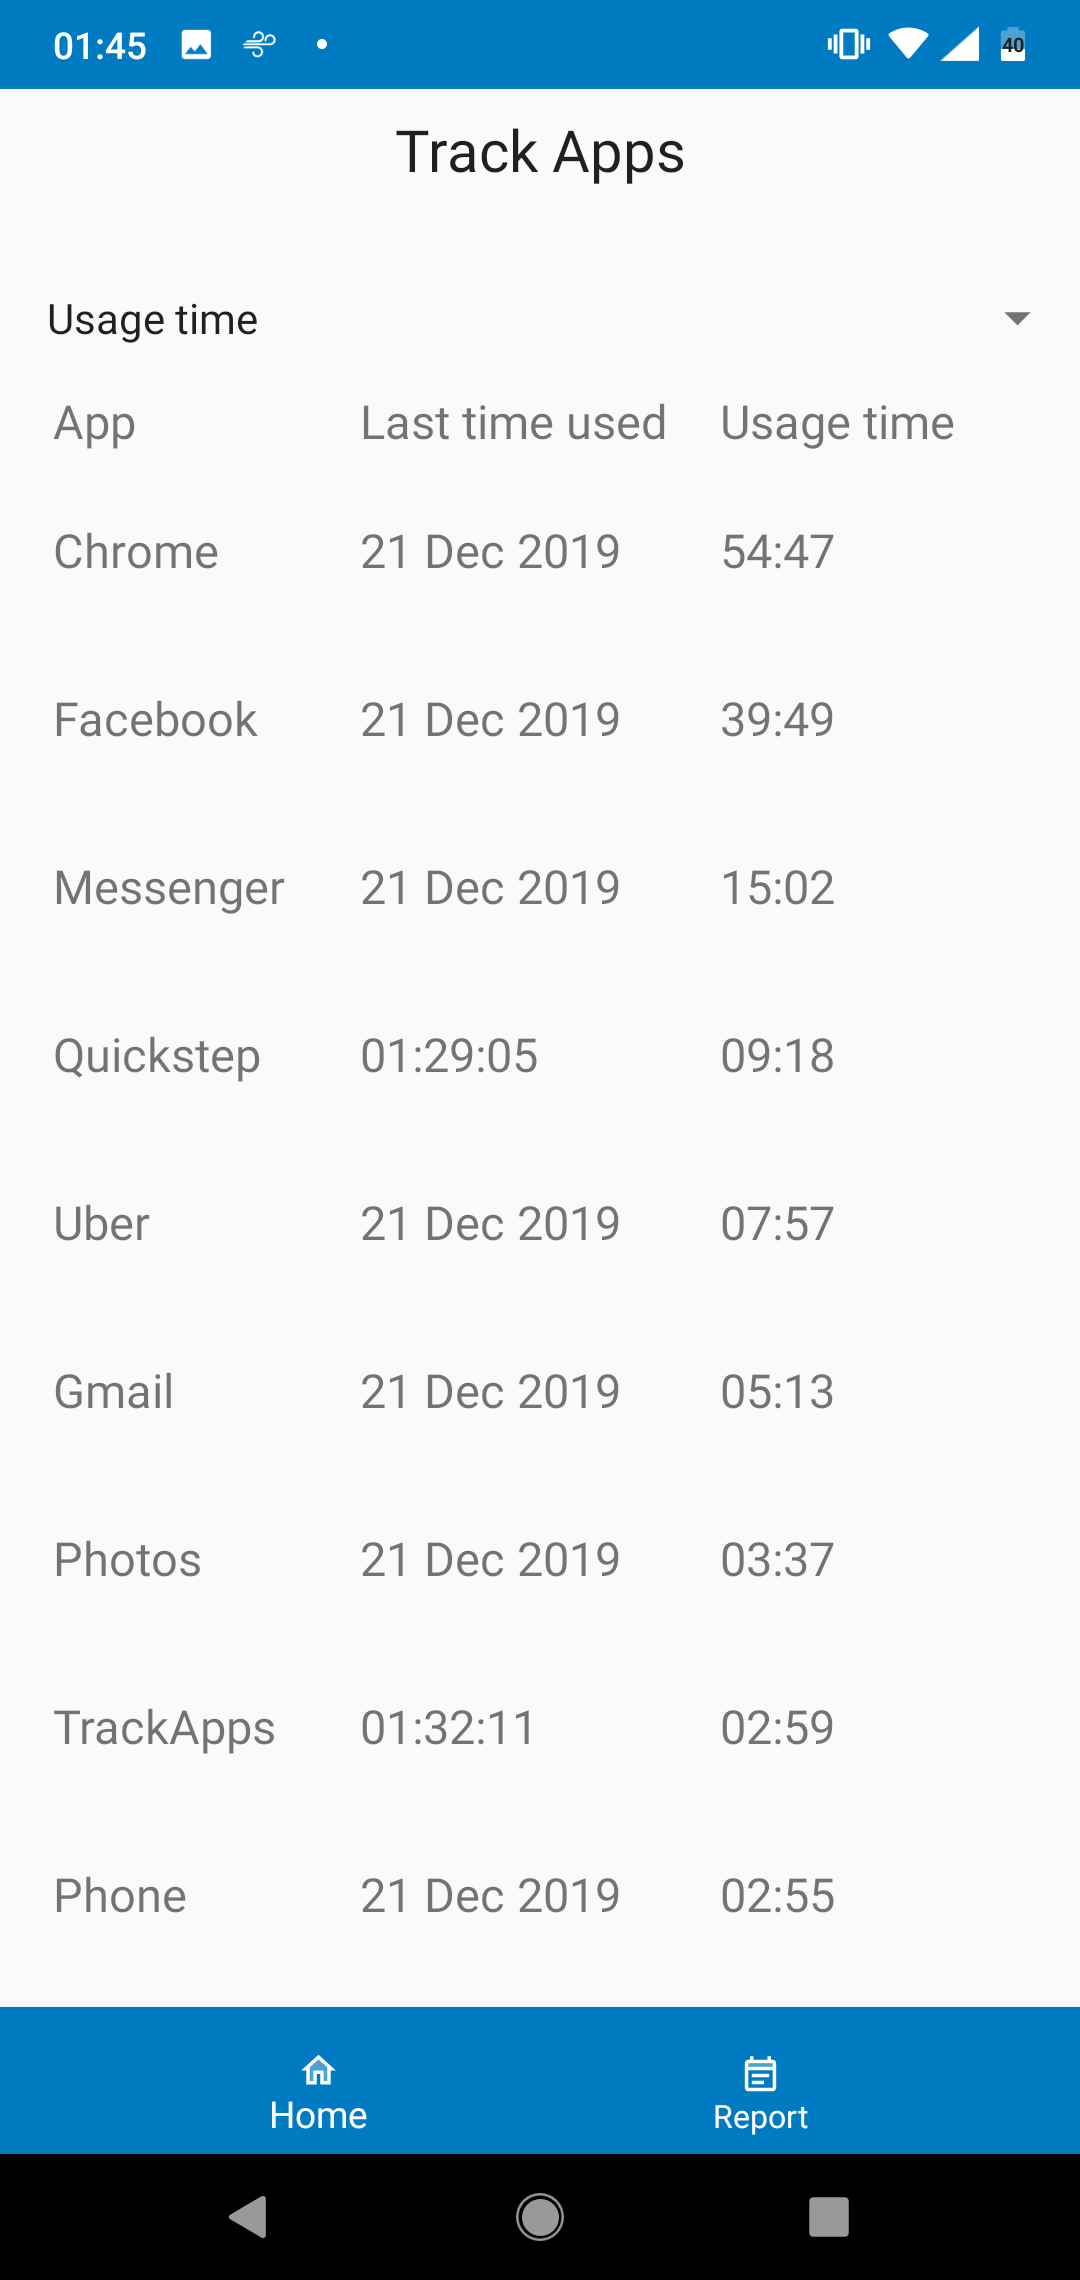 01:45 40
Track Apps
Usage time
App Last time used Usage time
Chrome 21 Dec 2019 54:47
Facebook 21 Dec 2019 39:49
Messenger 21 Dec 2019 15:02
Quickstep 01:29:05 09:18
Uber 21 Dec 2019 07:57
Gmail 21 Dec 2019 05:13
Photos 21 Dec 2019 03:37
TrackApps 01:32:11 02:59
Phone 21 Dec 2019 02:55
Home Report